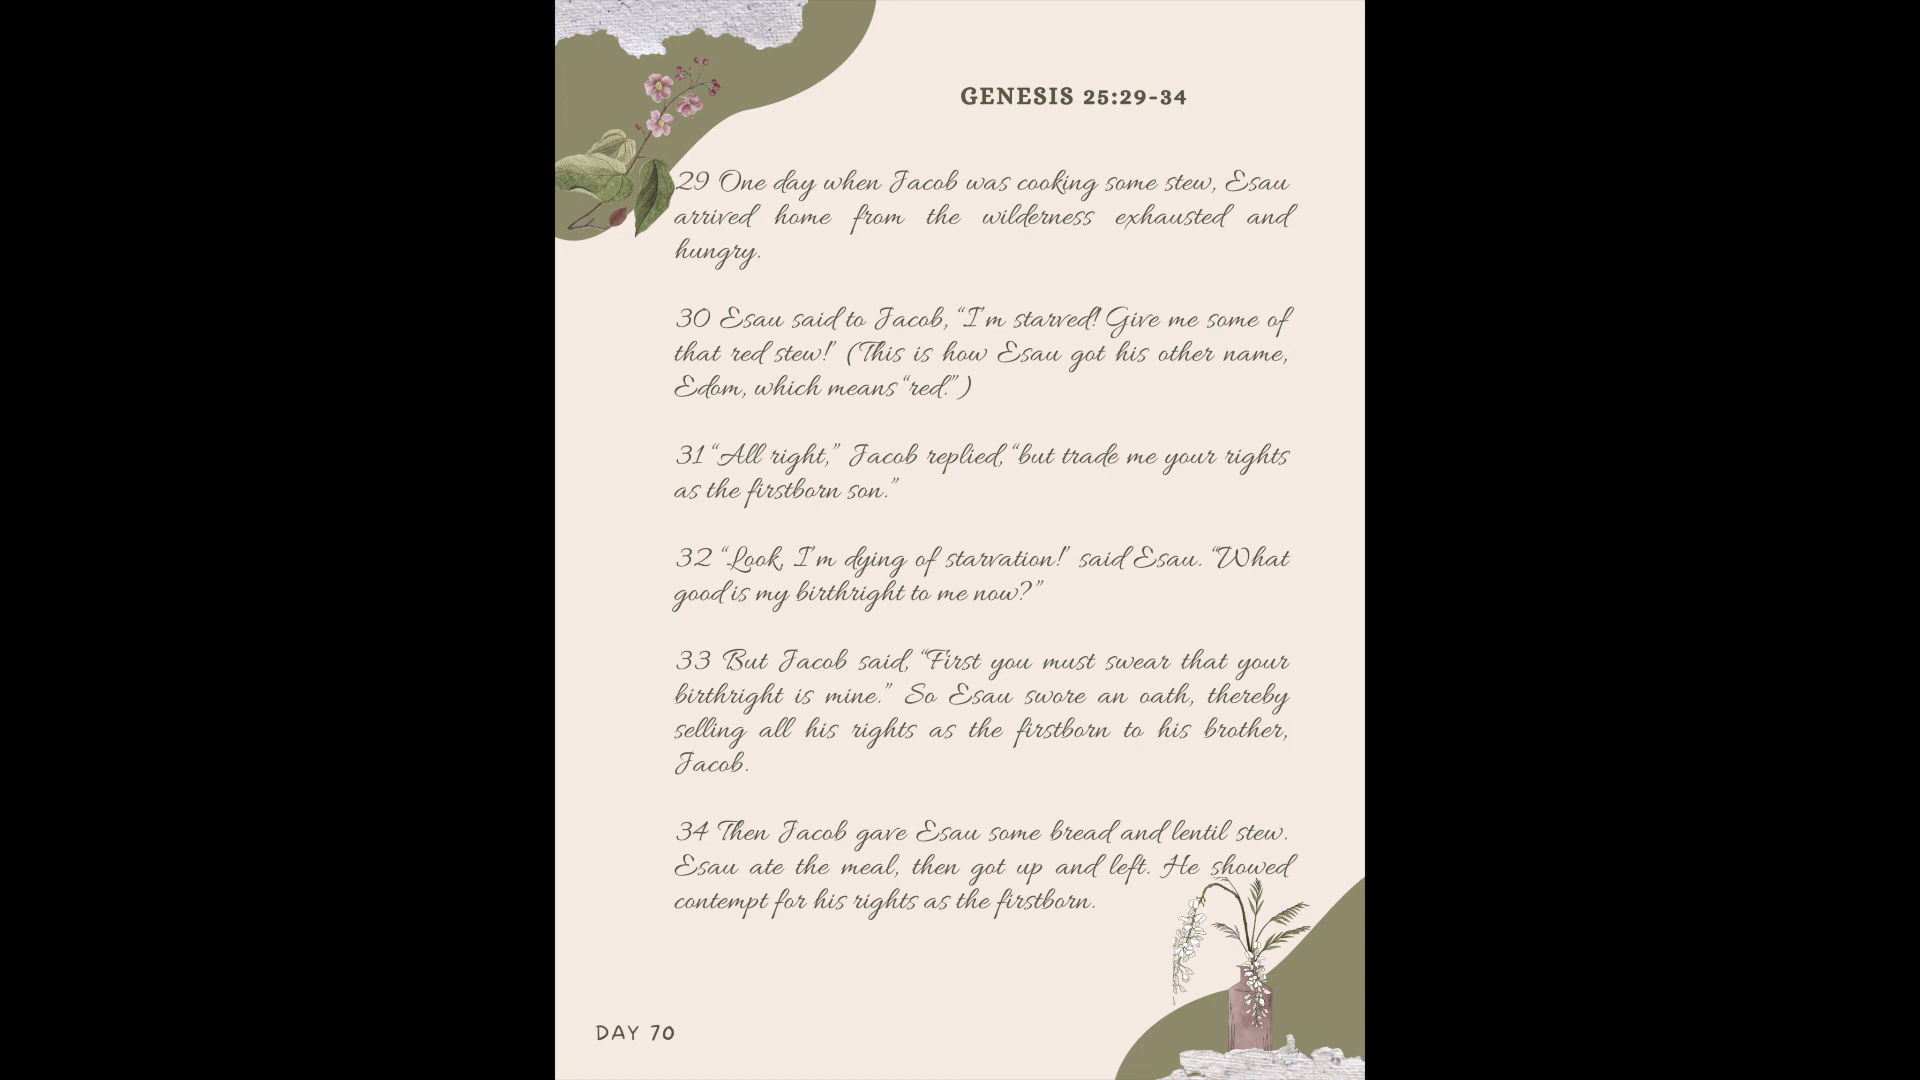 GENESIS 25:29-34
29 One day when Jacob was cooking some stew, Esau
arrived home from the wilderness exhausted and
hungry.
30 Esau said to Jacob, “I’m starved! Give me some of
that red stew!” (This is how Esau got his other name,
Edom, which means “red.”)
31 “All right,” Jacob replied, “but trade me your rights
as the firstborn son.”
32 “Look, I’m dying of starvation!” said Esau. “What
good is my birthright to me now?”
33 But Jacob said, “First you must swear that your
birthright is mine.” So Esau swore an oath, thereby
selling all his rights as the firstborn to his brother,
Jacob.
34 Then Jacob gave Esau some bread and lentil stew.
Esau ate the meal, then got up and left. He showed
contempt for his rights as the firstborn.
DAY 70